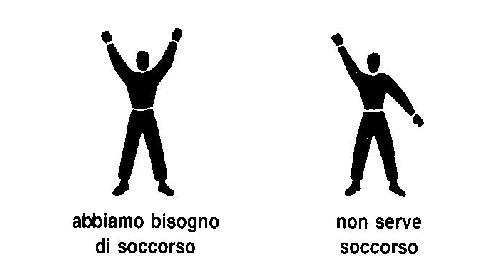 abbiamo bisogno
di soccorso
non serve
soccorso